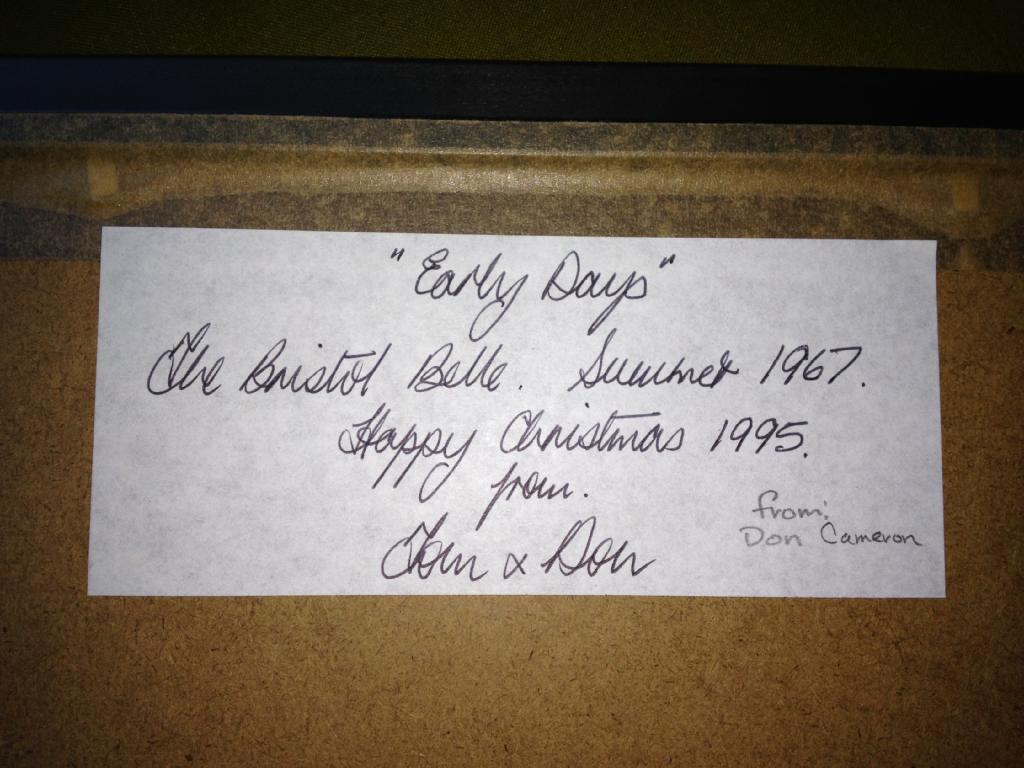 "Early Days"
The Bristol Belle. Summer 1967.
Happy Christmas 1995.
from.
Tom & Don
from:
Don Cameron